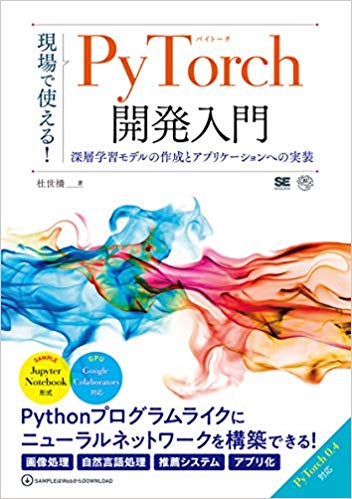 現場で使える!
パイトーチ
PyTorch
開発入門
深層学習モデルの作成とアプリケーションへの実装
杜世橋 著
SE
SHOEISHA
SAMPLE
Jupyter
Notebook
形式
GPU
Google
Colaboratory
対応
Pythonプログラムライクに
ニューラルネットワークを構築できる!
画像処理 自然言語処理 推薦システム アプリ化
SAMPLEはWebからDOWNLOAD
PyTorch 0.4
対応